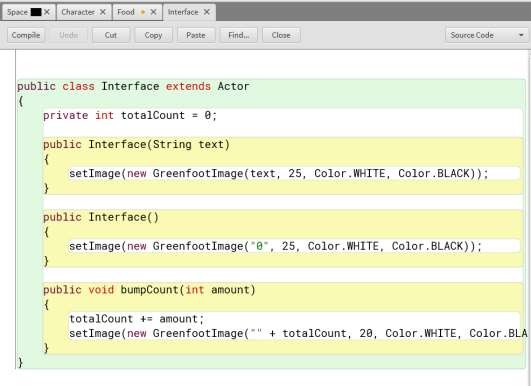 Space Character Food Interface
Compile Undo Cut Copy Paste Find... Close Source Code
public class Interface extends Actor
{
private int totalCount = 0;
public Interface(String text)
{
setImage(new GreenfootImage(text, 25, Color.WHITE, Color.BLACK));
}
public Interface()
{
setImage(new GreenfootImage("0", 25, Color.WHITE, Color.BLACK));
}
public void bumpCount(int amount)
{
totalCount += amount;
setImage(new GreenfootImage("" + totalCount, 20, Color.WHITE, Color.BLA
}
}